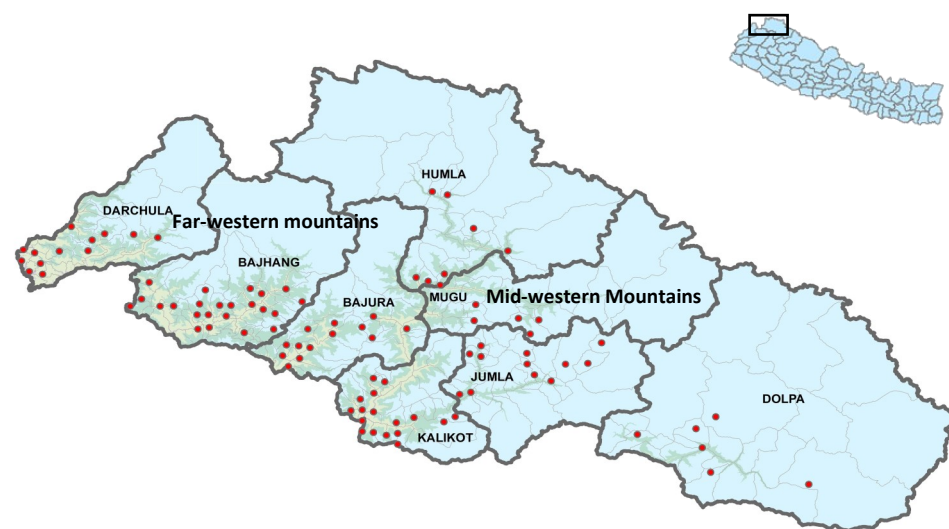 HUMLA
DARCHULA
Far-western mountains
BAJHANG
BAJURA
MUGU
Mid-western Mountains
JUMLA
DOLPA
KALIKOT